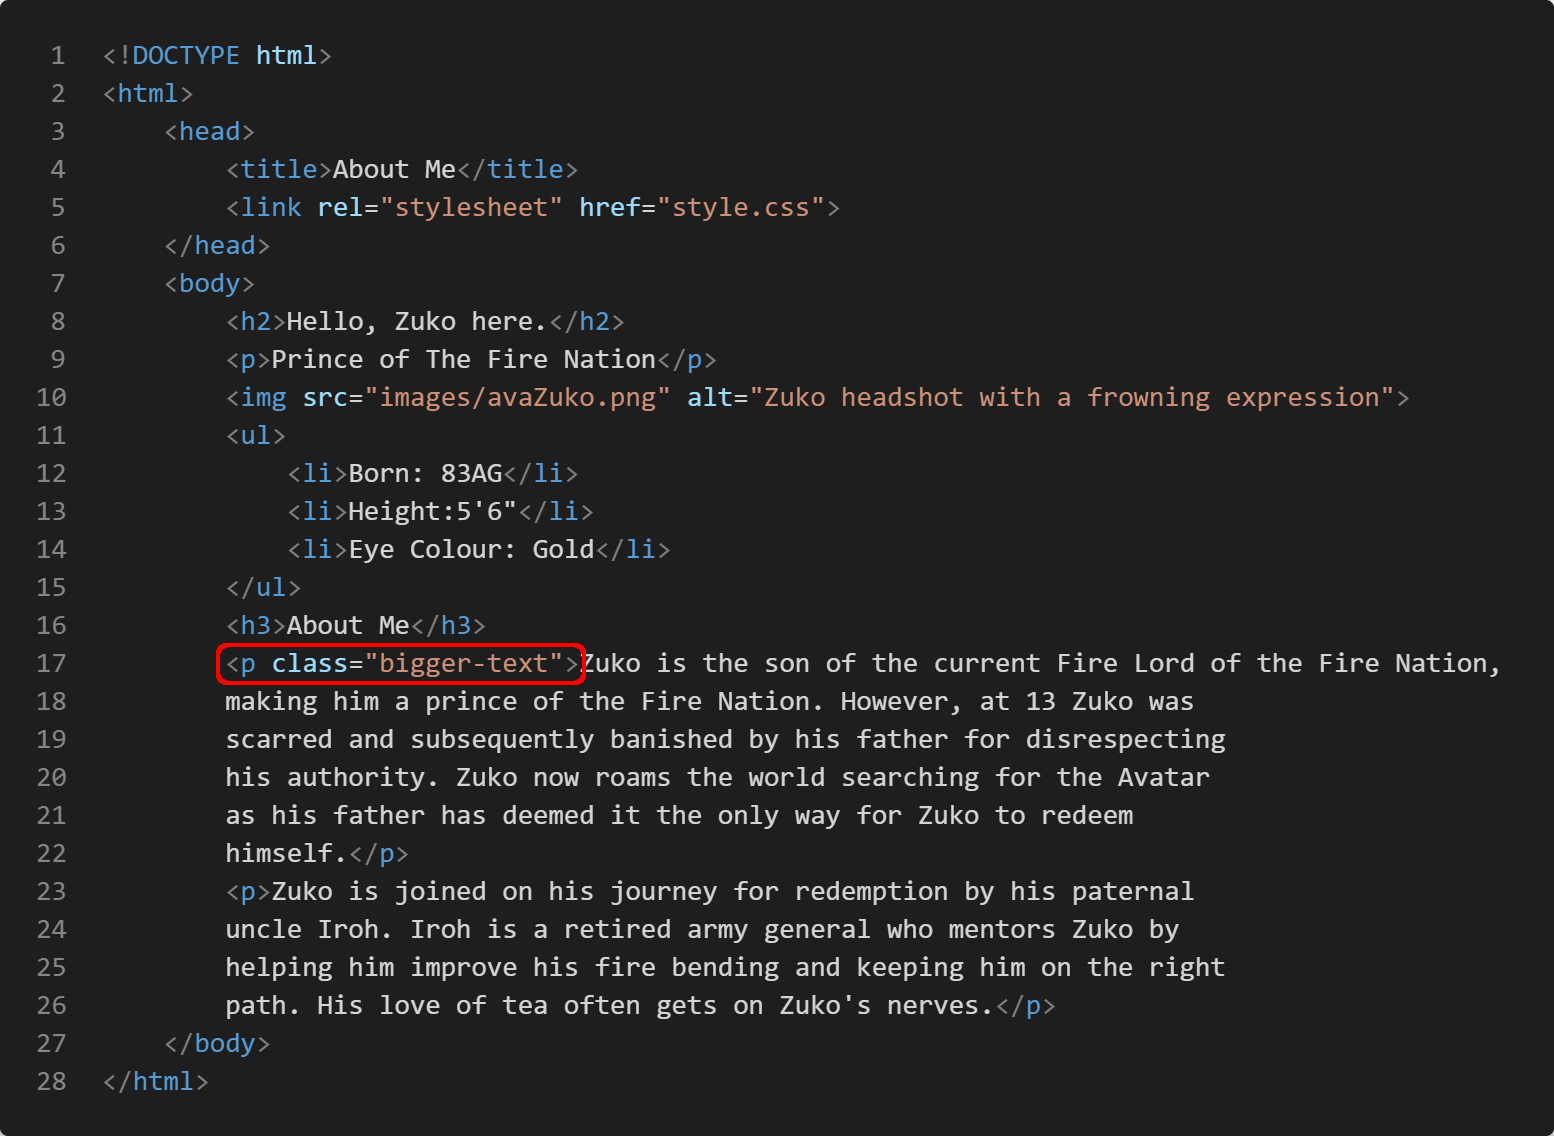 1 <!DOCTYPE html>
2 <html>
3     <head>
4         <title>About Me</title>
5         <link rel="stylesheet" href="style.css">
6     </head>
7     <body>
8         <h2>Hello, Zuko here.</h2>
9         <p>Prince of The Fire Nation</p>
10         <img src="images/avaZuko.png" alt="Zuko headshot with a frowning expression">
11         <ul>
12             <li>Born: 83AG</li>
13             <li>Height:5'6"</li>
14             <li>Eye Colour: Gold</li>
15         </ul>
16         <h3>About Me</h3>
17         <p class="bigger-text">Zuko is the son of the current Fire Lord of the Fire Nation,
18         making him a prince of the Fire Nation. However, at 13 Zuko was
19         scarred and subsequently banished by his father for disrespecting
20         his authority. Zuko now roams the world searching for the Avatar
21         as his father has deemed it the only way for Zuko to redeem
22         himself.</p>
23         <p>Zuko is joined on his journey for redemption by his paternal
24         uncle Iroh. Iroh is a retired army general who mentors Zuko by
25         helping him improve his fire bending and keeping him on the right
26         path. His love of tea often gets on Zuko's nerves.</p>
27     </body>
28 </html>